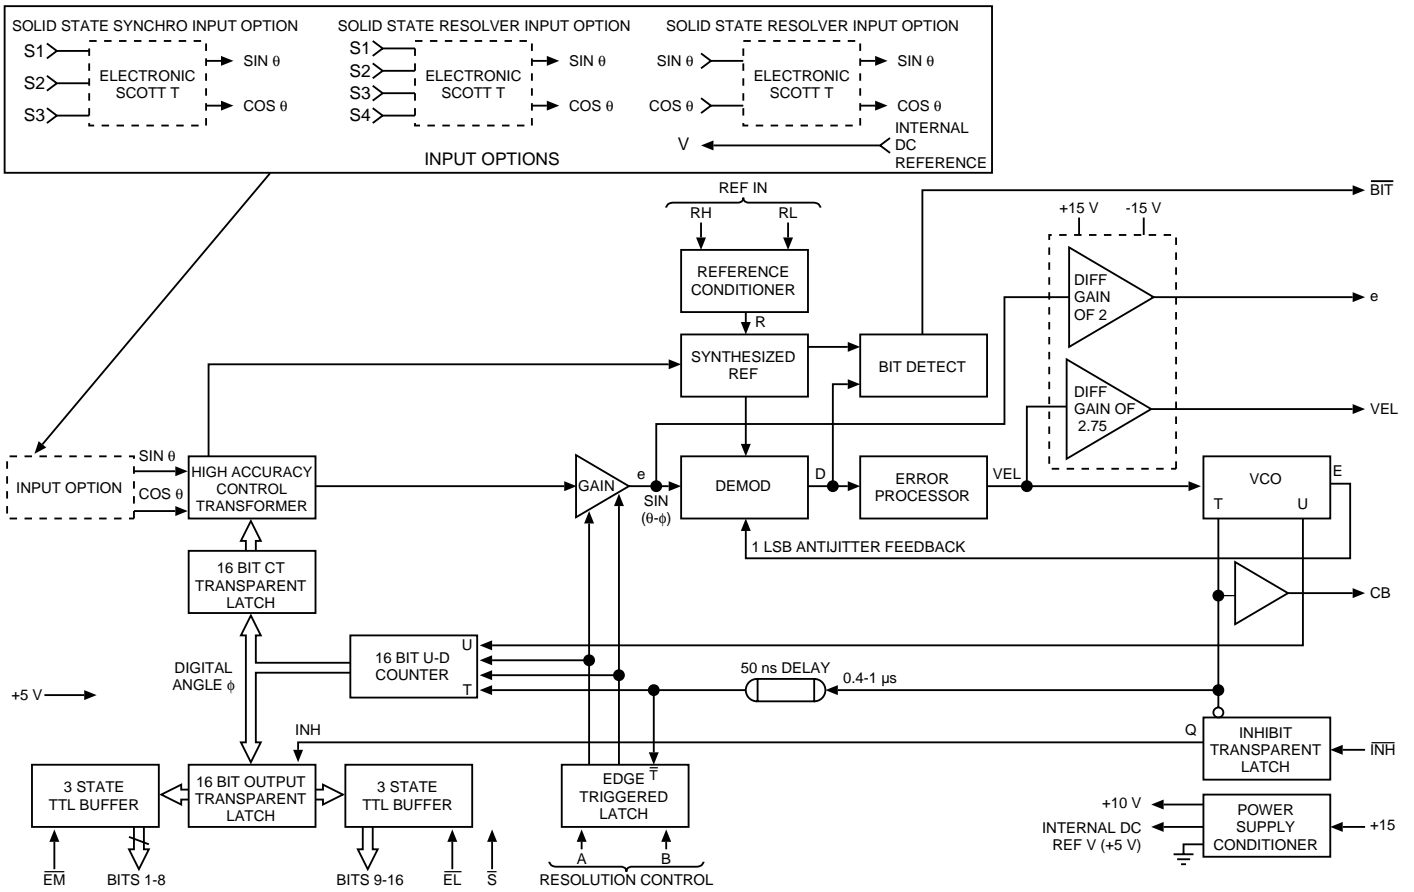 SOLID STATE SYNCHRO INPUT OPTION
S1
S2
S3
ELECTRONIC
SCOTT T
SIN θ
COS θ
SOLID STATE RESOLVER INPUT OPTION
S1
S2
S3
S4
ELECTRONIC
SCOTT T
SIN θ
COS θ
SOLID STATE RESOLVER INPUT OPTION
SIN θ
COS θ
ELECTRONIC
SCOTT T
SIN θ
COS θ
V
INTERNAL
DC
REFERENCE
INPUT OPTIONS
REF IN
RH
RL
REFERENCE
CONDITIONER
R
SYNTHESIZED
REF
BIT DETECT
B̅I̅T̅
+15 V
-15 V
DIFF
GAIN
OF 2
e
DIFF
GAIN OF
2.75
VEL
INPUT OPTION
SIN θ
COS θ
HIGH ACCURACY
CONTROL
TRANSFORMER
GAIN
e
SIN
(θ-ϕ)
DEMOD
D
ERROR
PROCESSOR
VEL
VCO
E
T
U
1 LSB ANTIJITTER FEEDBACK
16 BIT CT
TRANSPARENT
LATCH
CB
DIGITAL
ANGLE ϕ
16 BIT U-D
COUNTER
U
T
50 ns DELAY
0.4-1 µs
+5 V
INH
Q
INHIBIT
TRANSPARENT
LATCH
I̅N̅H̅
3 STATE
TTL BUFFER
16 BIT OUTPUT
TRANSPARENT
LATCH
3 STATE
TTL BUFFER
EDGE T̅
TRIGGERED
LATCH
+10 V
INTERNAL DC
REF V (+5 V)
POWER
SUPPLY
CONDITIONER
+15
E̅M̅
BITS 1-8
BITS 9-16
E̅L̅
S̅
A
B
RESOLUTION CONTROL